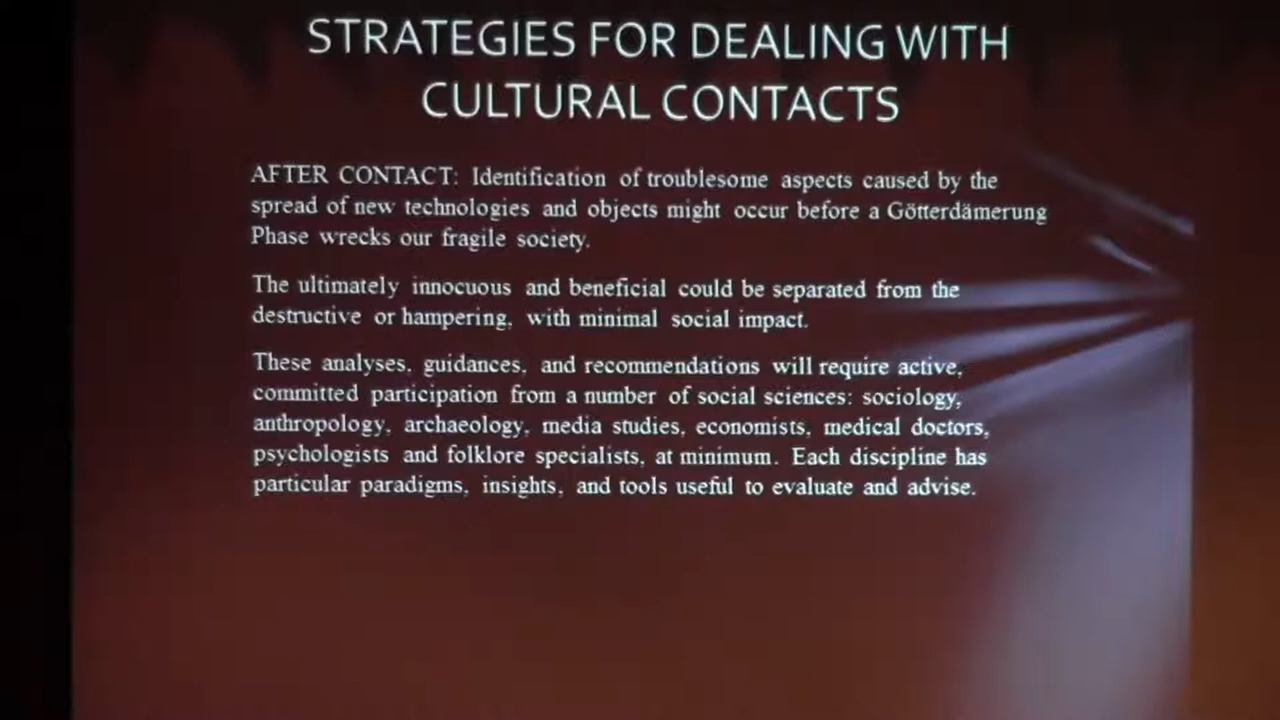 STRATEGIES FOR DEALING WITH
CULTURAL CONTACTS
AFTER CONTACT: Identification of troublesome aspects caused by the
spread of new technologies and objects might occur before a Götterdämerung
Phase wrecks our fragile society.
The ultimately innocuous and beneficial could be separated from the
destructive or hampering, with minimal social impact.
These analyses, guidances, and recommendations will require active,
committed participation from a number of social sciences: sociology,
anthropology, archaeology, media studies, economists, medical doctors,
psychologists and folklore specialists, at minimum. Each discipline has
particular paradigms, insights, and tools useful to evaluate and advise.